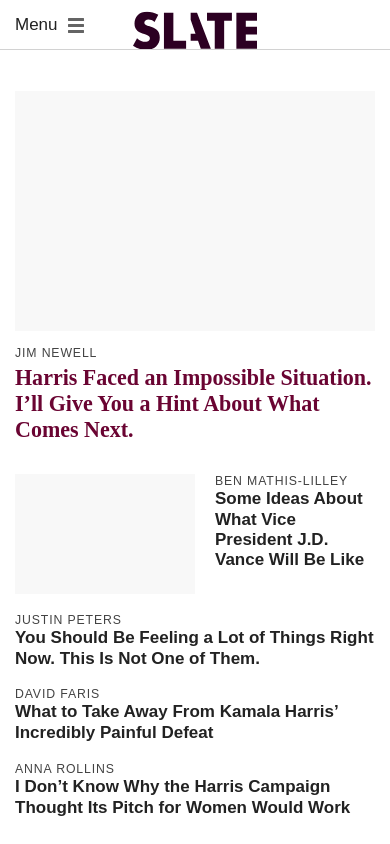 Menu
SLATE
JIM NEWELL
Harris Faced an Impossible Situation.
I’ll Give You a Hint About What
Comes Next.
BEN MATHIS-LILLEY
Some Ideas About
What Vice
President J.D.
Vance Will Be Like
JUSTIN PETERS
You Should Be Feeling a Lot of Things Right
Now. This Is Not One of Them.
DAVID FARIS
What to Take Away From Kamala Harris’
Incredibly Painful Defeat
ANNA ROLLINS
I Don’t Know Why the Harris Campaign
Thought Its Pitch for Women Would Work